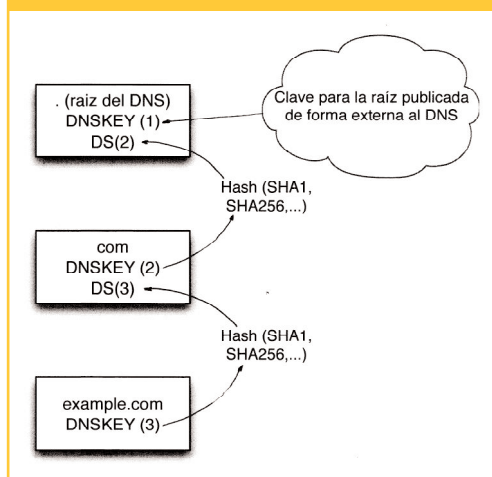 . (raiz del DNS)
DNSKEY (1)
DS(2)
Clave para la raíz publicada
de forma externa al DNS
Hash (SHA1,
SHA256,...)
com
DNSKEY (2)
DS(3)
Hash (SHA1,
SHA256,...)
example.com
DNSKEY (3)